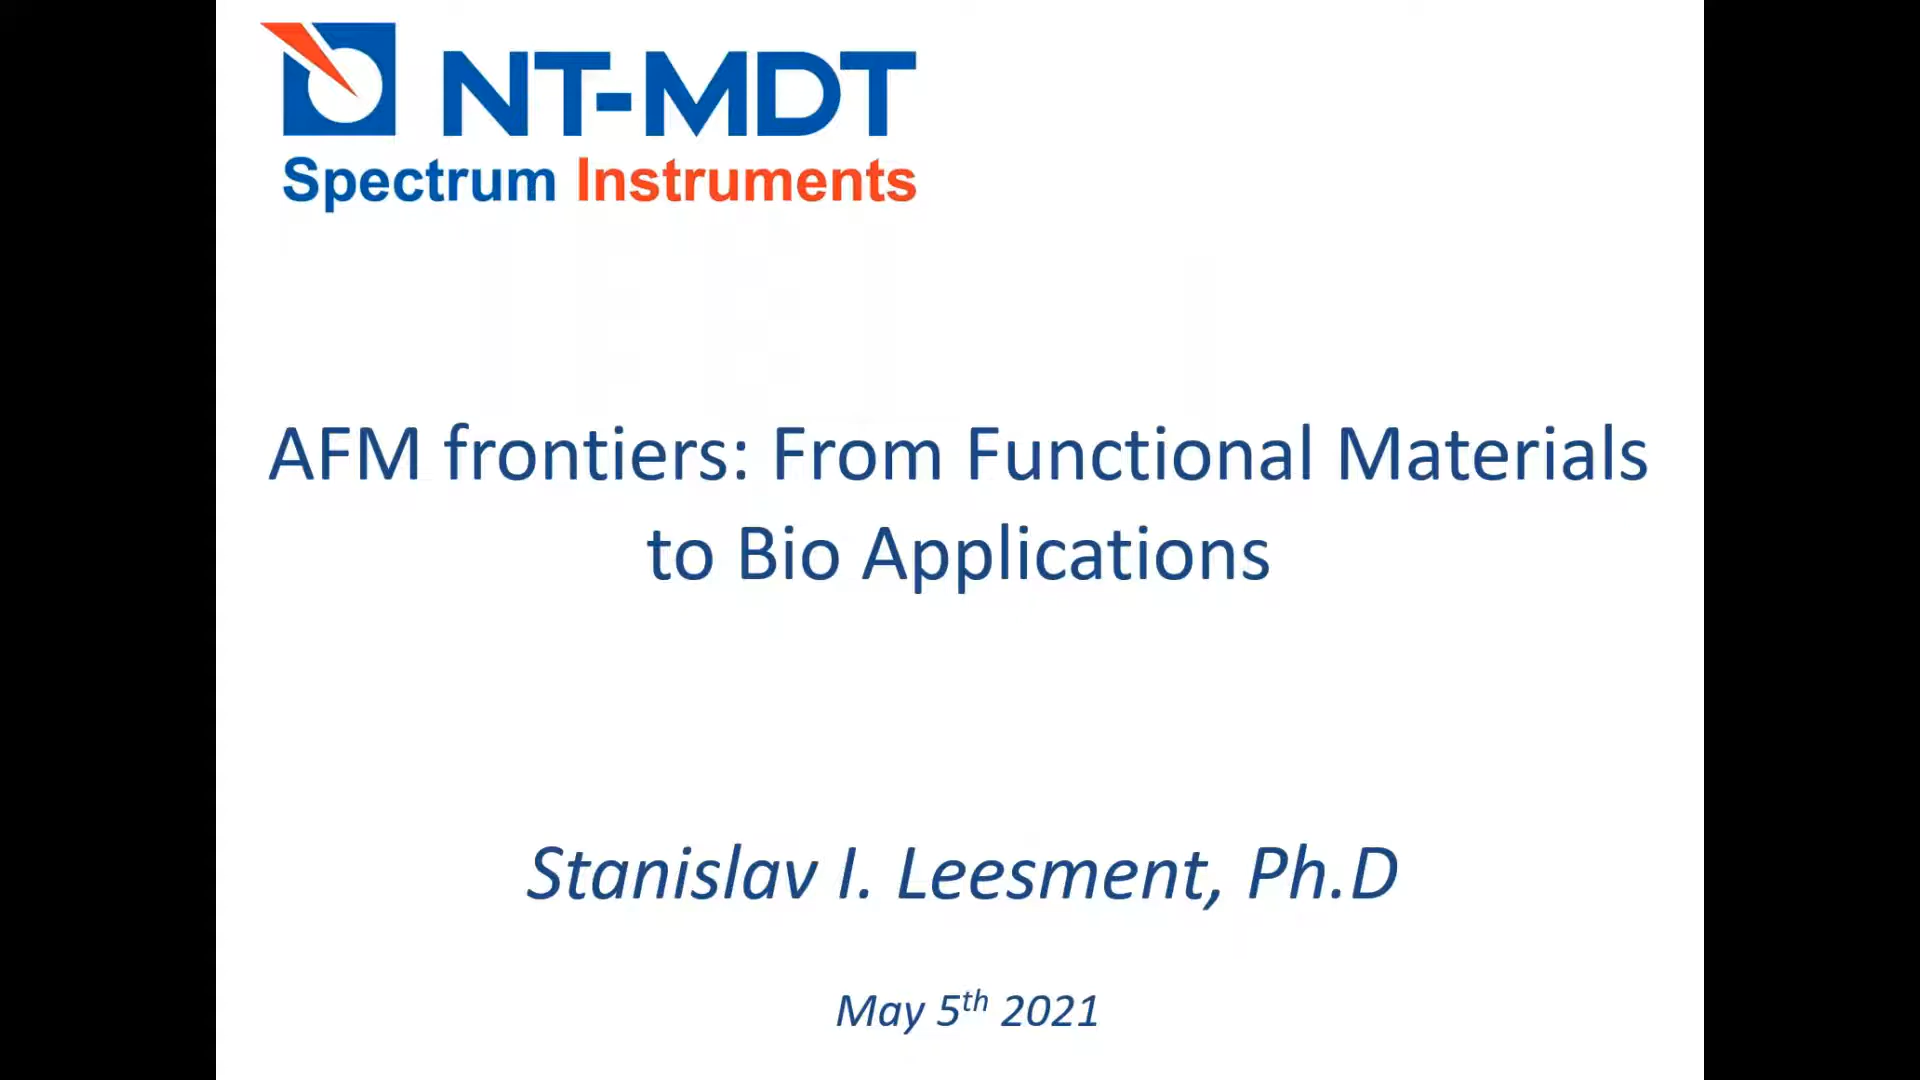 NT-MDT
Spectrum Instruments
AFM frontiers: From Functional Materials
to Bio Applications
Stanislav I. Leesment, Ph.D
May 5th 2021